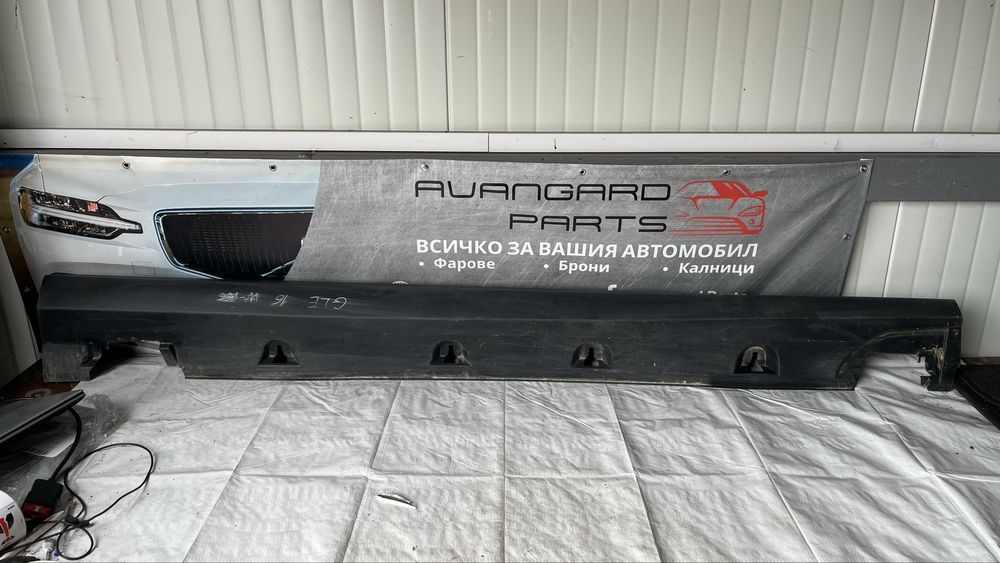 AVANGARD
PARTS
ВСИЧКО ЗА ВАШИЯ АВТОМОБИЛ
• Фарове • Брони • Калници
GLE 16